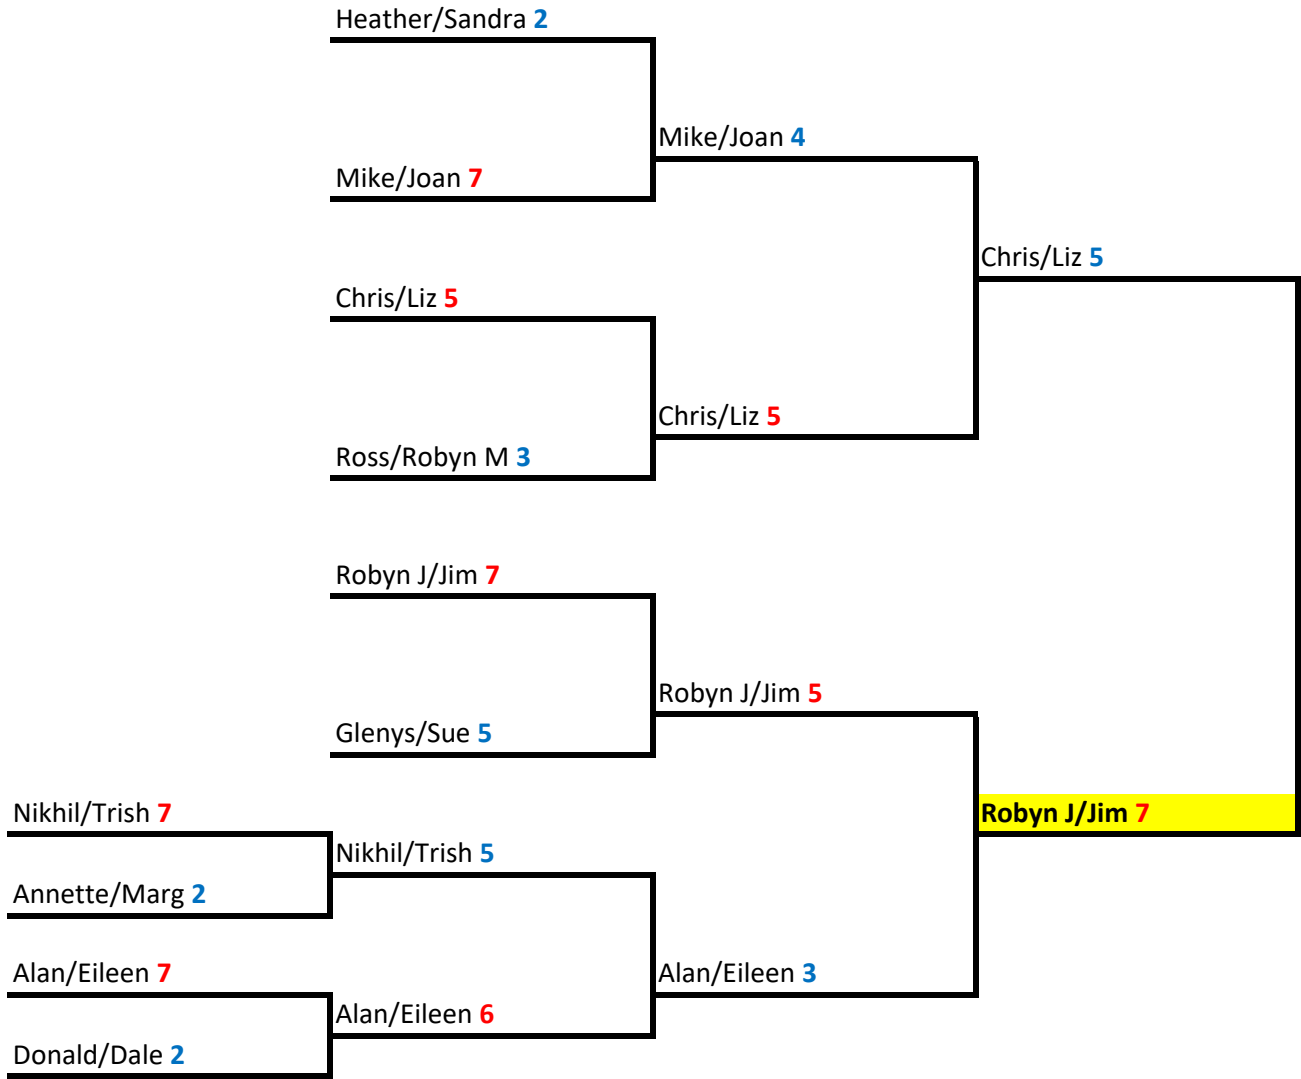 Heather/Sandra 2
Mike/Joan 4
Mike/Joan 7
Chris/Liz 5
Chris/Liz 5
Chris/Liz 5
Ross/Robyn M 3
Robyn J/Jim 7
Robyn J/Jim 5
Glenys/Sue 5
Nikhil/Trish 7
Robyn J/Jim 7
Nikhil/Trish 5
Annette/Marg 2
Alan/Eileen 7
Alan/Eileen 3
Alan/Eileen 6
Donald/Dale 2